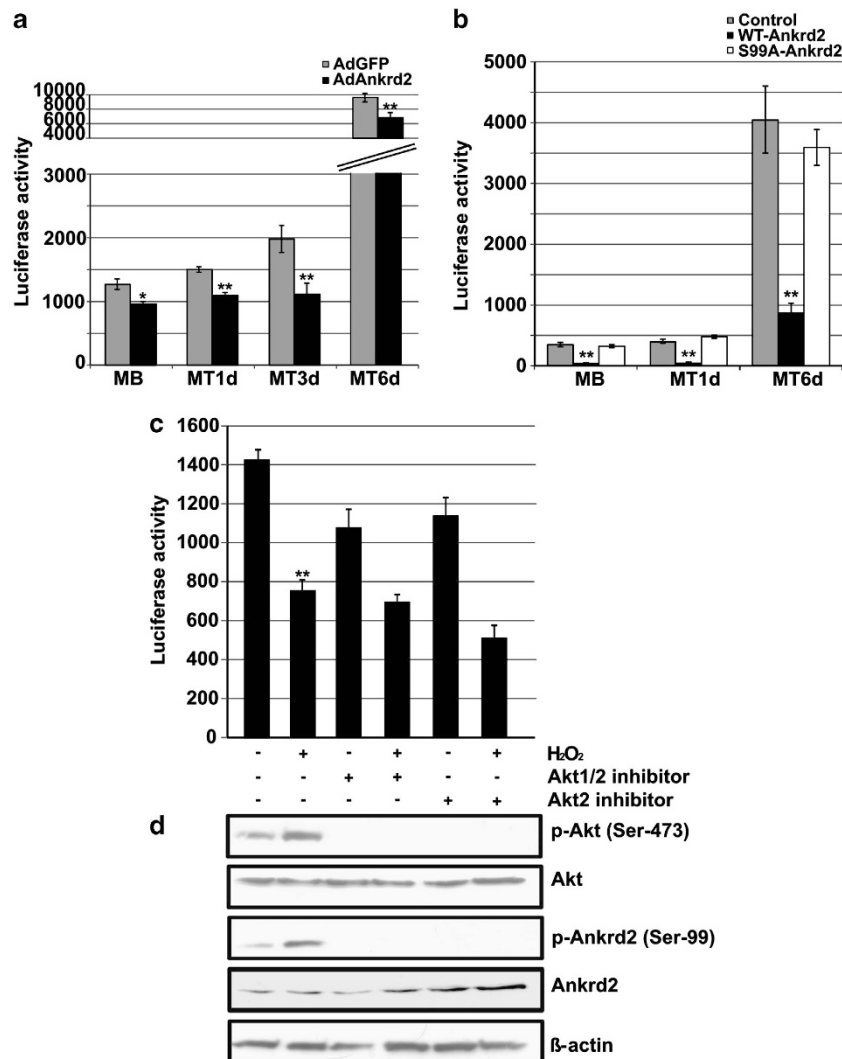 a
AdGFP
AdAnkrd2
Luciferase activity
10000
8000
6000
4000
3000
2000
1000
0
* ** ** **
MB MT1d MT3d MT6d
b
Control
WT-Ankrd2
S99A-Ankrd2
Luciferase activity
5000
4000
3000
2000
1000
0
** ** **
MB MT1d MT6d
c
Luciferase activity
1600
1400
1200
1000
800
600
400
200
0
**
- + - + - + H₂O₂
- - + + - - Akt1/2 inhibitor
- - - - + + Akt2 inhibitor
d
p-Akt (Ser-473)
Akt
p-Ankrd2 (Ser-99)
Ankrd2
ß-actin